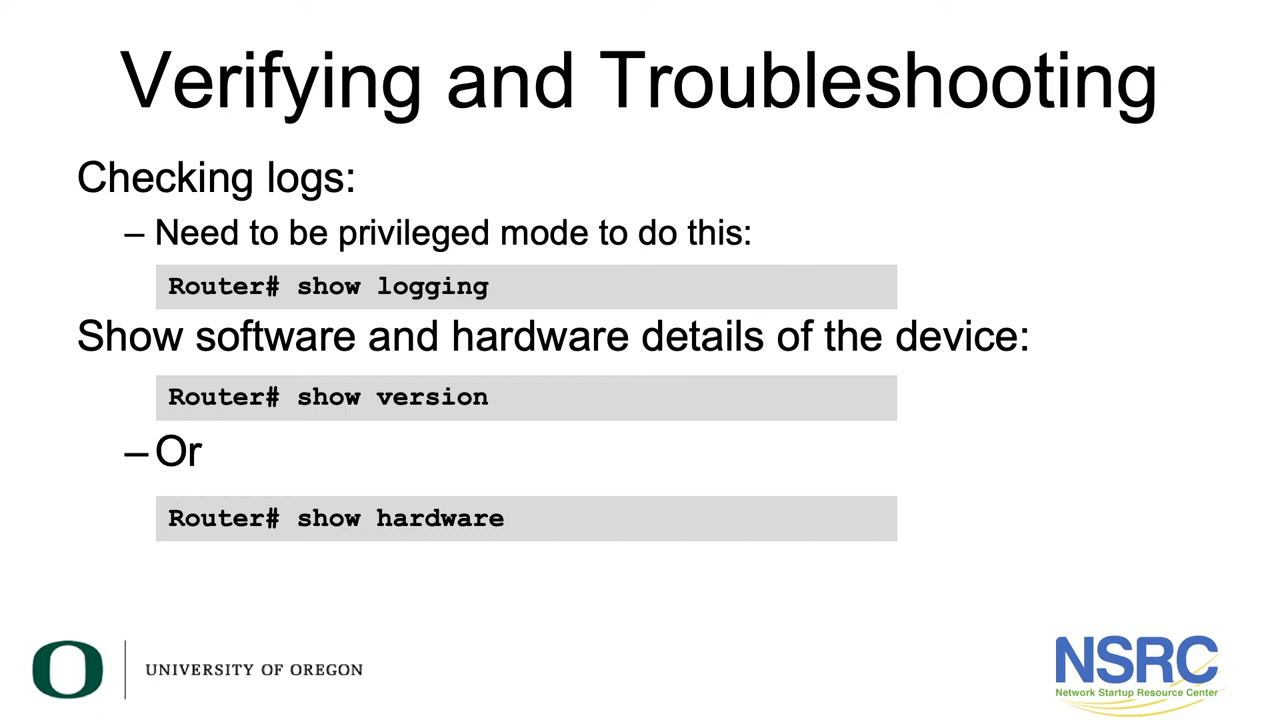 Verifying and Troubleshooting
Checking logs:
– Need to be privileged mode to do this:
Router# show logging
Show software and hardware details of the device:
Router# show version
– Or
Router# show hardware
O
UNIVERSITY OF OREGON
NSRC
Network Startup Resource Center